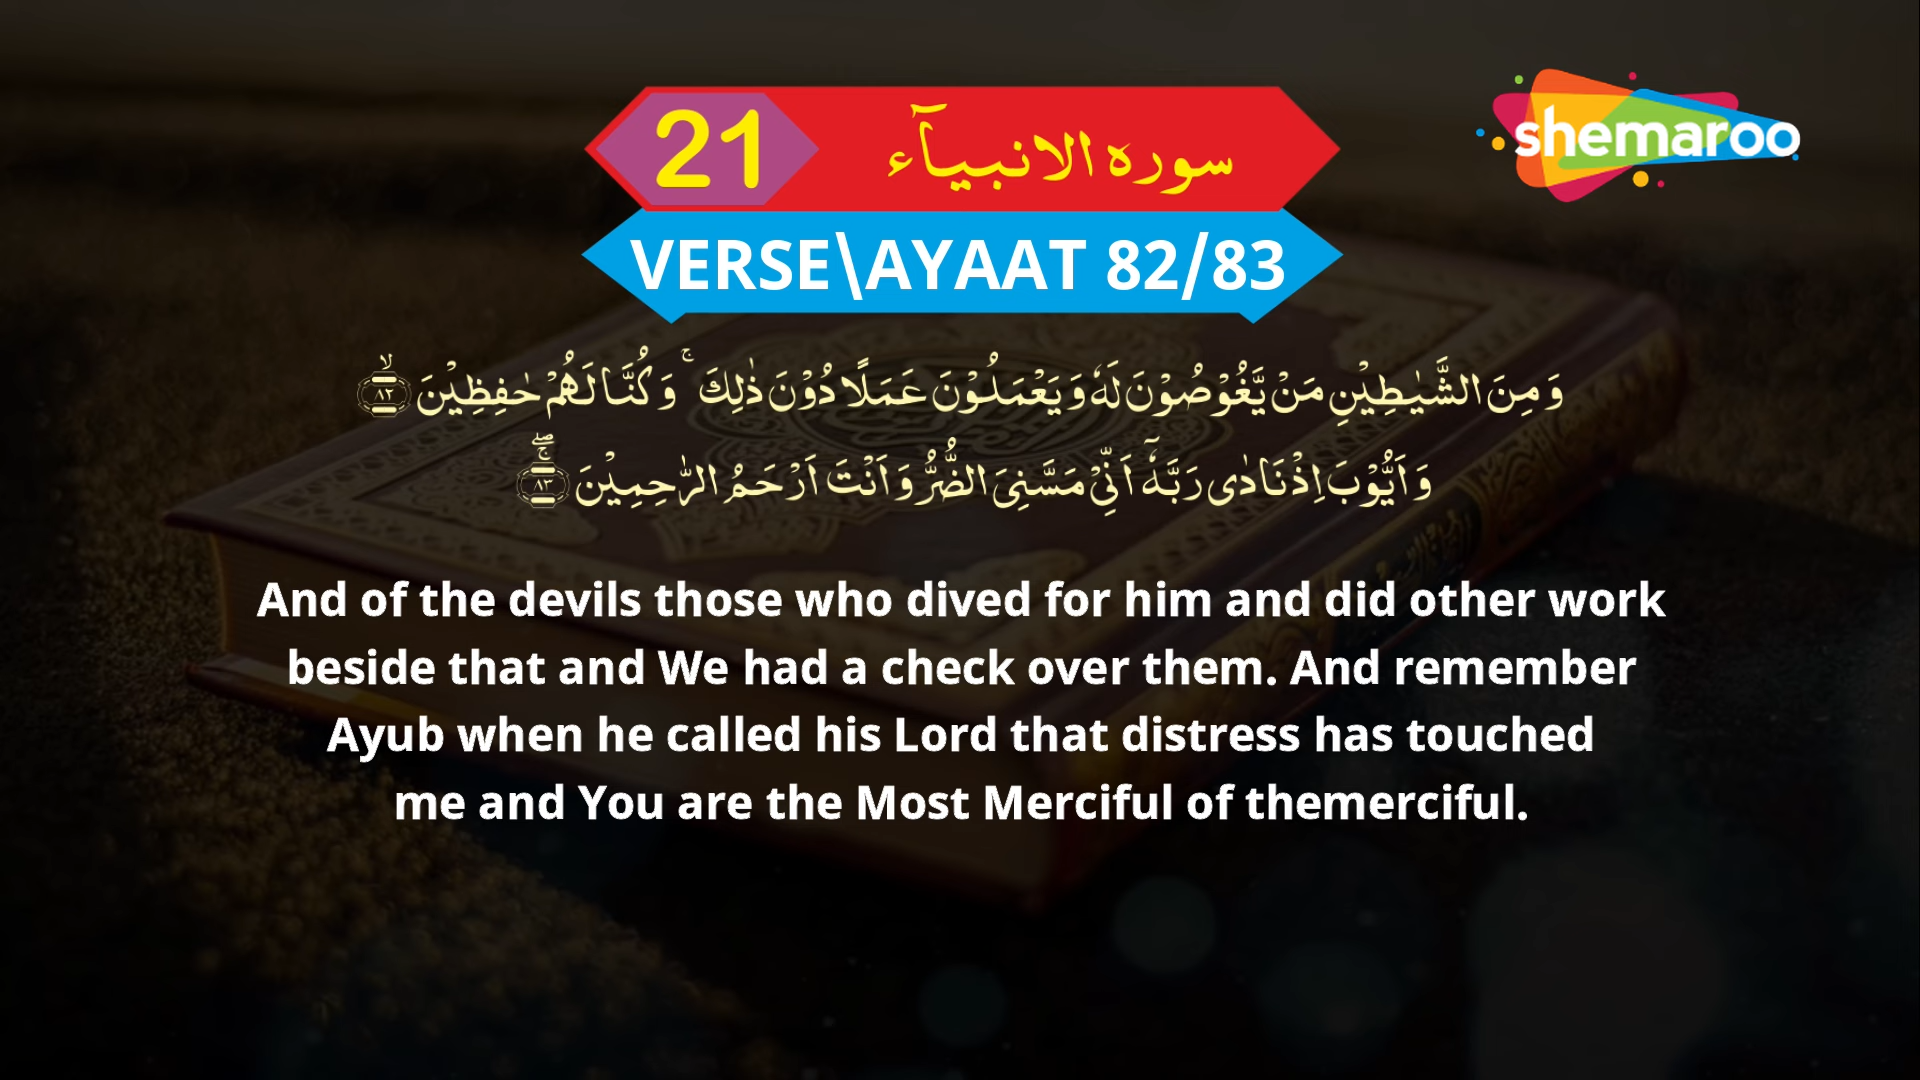 21 سوره الانبیآء
shemaroo
VERSE\AYAAT 82/83
وَ مِنَ الشَّیٰطِیْنِ مَنْ یَّغُوْصُوْنَ لَهٗ وَ یَعْمَلُوْنَ عَمَلًا دُوْنَ ذٰلِكَ ۚ وَ كُنَّا لَهُمْ حٰفِظِیْنَ ۙ﴿۸۲﴾
وَ اَیُّوْبَ اِذْ نَادٰی رَبَّهٗۤ اَنِّیْ مَسَّنِیَ الضُّرُّ وَ اَنْتَ اَرْحَمُ الرّٰحِمِیْنَ ﴿ۚۖ۸۳﴾
And of the devils those who dived for him and did other work
beside that and We had a check over them. And remember
Ayub when he called his Lord that distress has touched
me and You are the Most Merciful of themerciful.